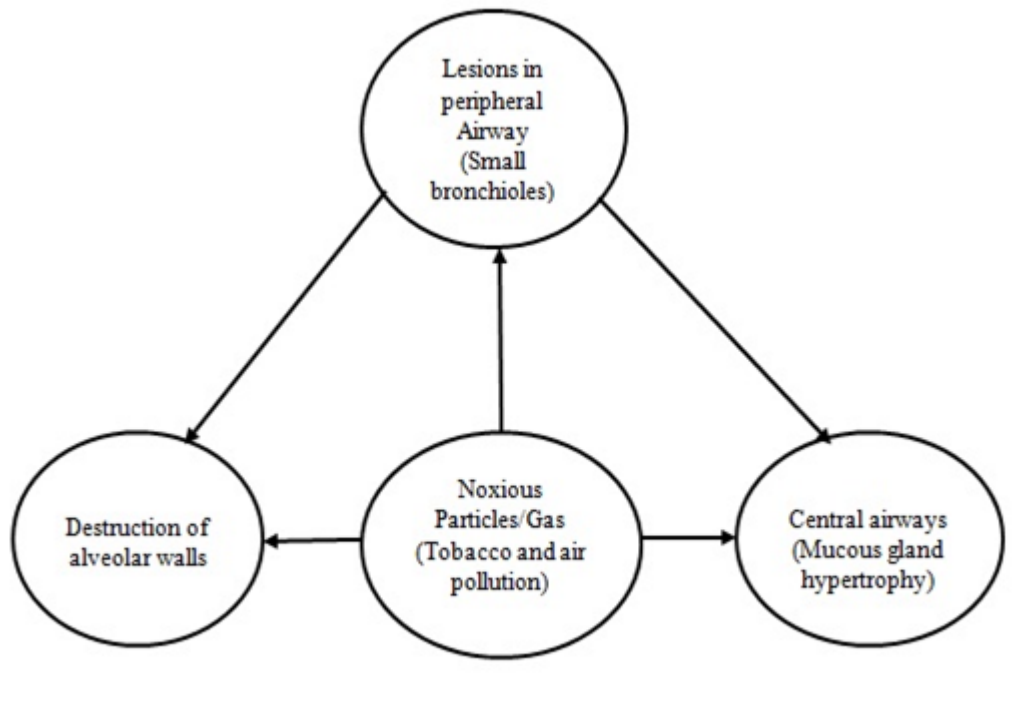 Lesions in
peripheral
Airway
(Small
bronchioles)
Destruction of
alveolar walls
Noxious
Particles/Gas
(Tobacco and air
pollution)
Central airways
(Mucous gland
hypertrophy)